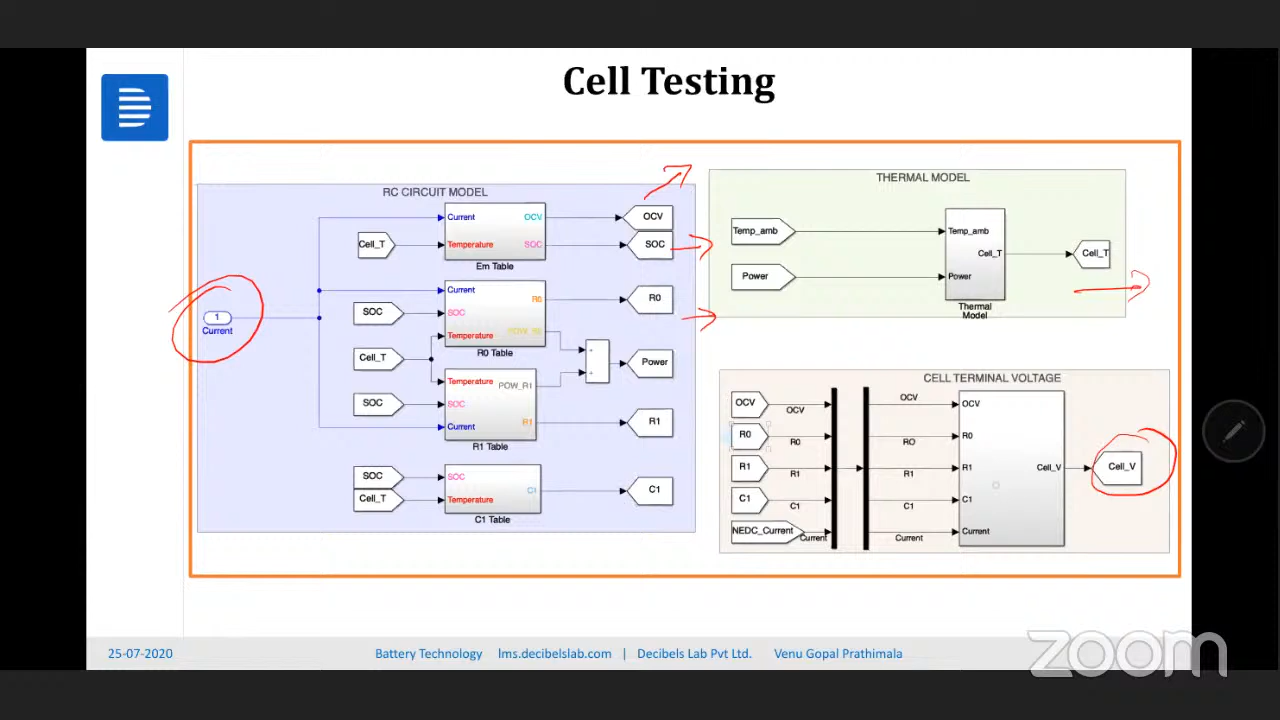 Cell Testing
RC CIRCUIT MODEL
1
Current
Cell_T
Current
Temperature
OCV
SOC
Em Table
OCV
SOC
SOC
Cell_T
Current
SOC
Temperature
R0
POW_R0
R0 Table
R0
Power
SOC
Temperature
SOC
Current
POW_R1
R1
R1 Table
R1
SOC
Cell_T
SOC
Temperature
C1
C1 Table
C1
THERMAL MODEL
Temp_amb
Power
Temp_amb
Power
Cell_T
Thermal
Model
Cell_T
CELL TERMINAL VOLTAGE
OCV
R0
R1
C1
NEDC_Current
OCV
R0
R1
C1
Current
OCV
RO
R1
C1
Current
OCV
R0
R1
C1
Current
Cell_V
Cell_V
25-07-2020
Battery Technology lms.decibelslab.com | Decibels Lab Pvt Ltd. Venu Gopal Prathimala
zoom